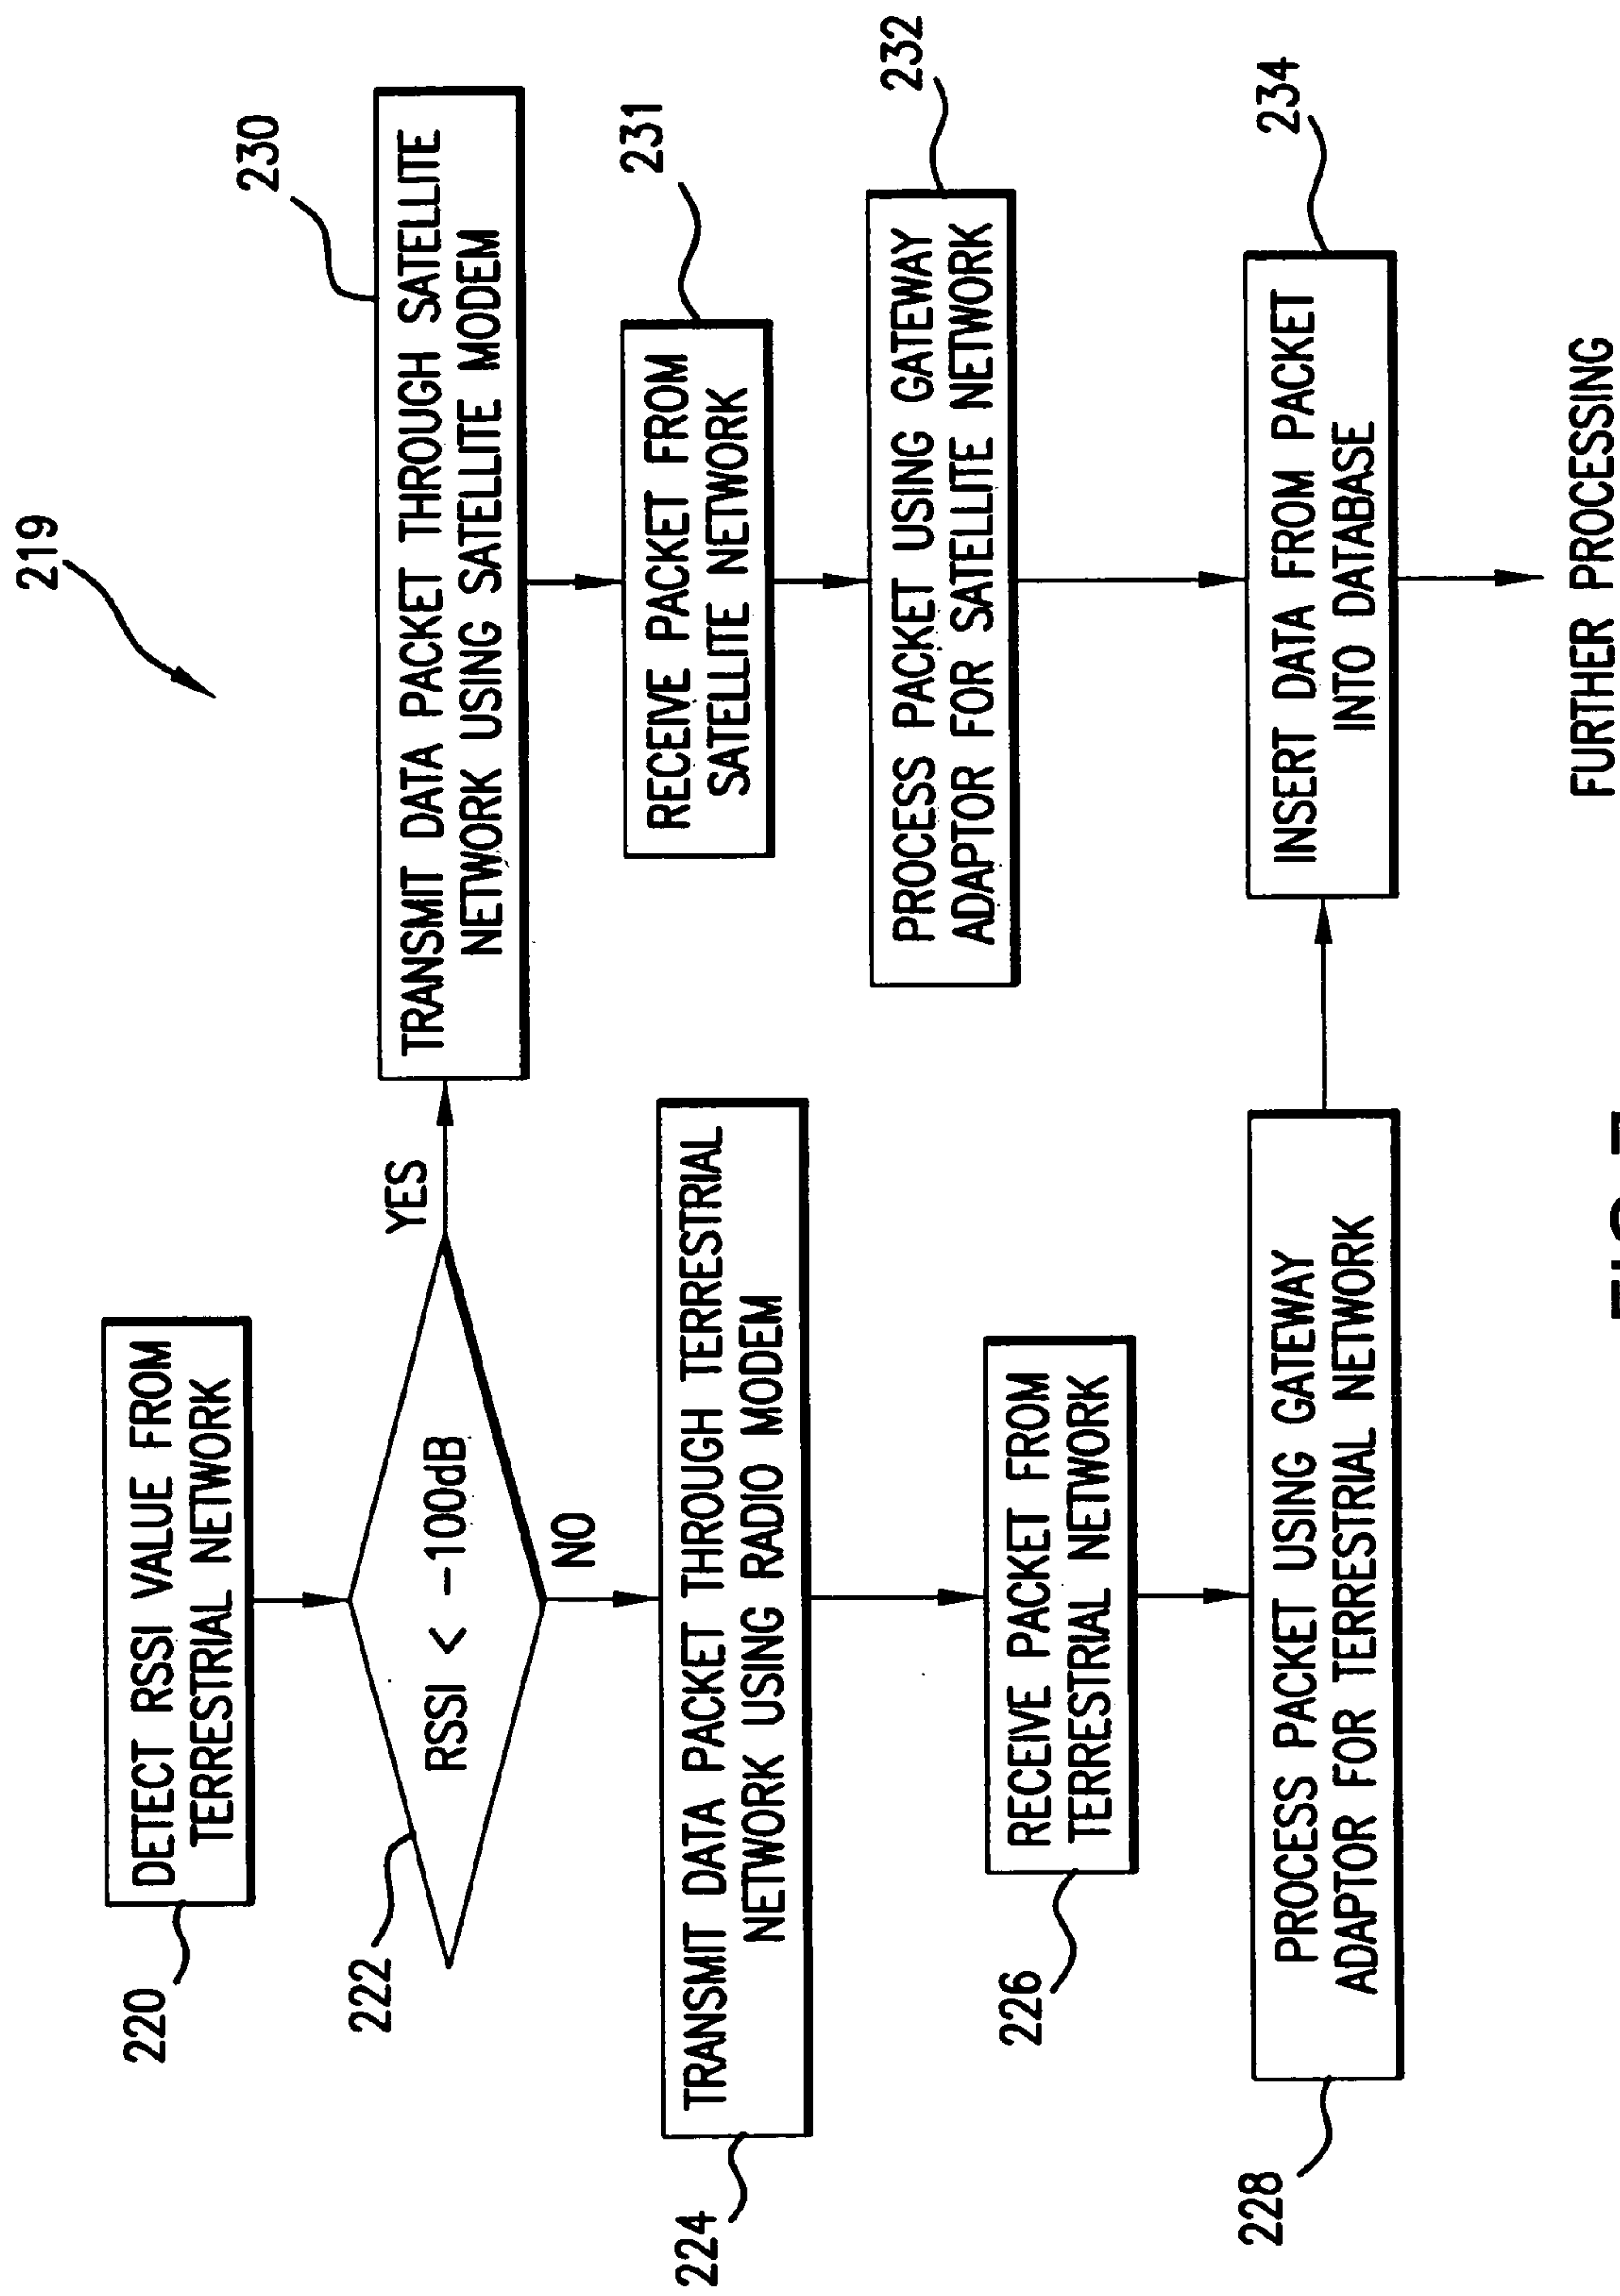 219
220
DETECT RSSI VALUE FROM
TERRESTRIAL NETWORK
222
RSSI < -100dB
YES
NO
230
TRANSMIT DATA PACKET THROUGH SATELLITE
NETWORK USING SATELLITE MODEM
224
TRANSMIT DATA PACKET THROUGH TERRESTRIAL
NETWORK USING RADIO MODEM
231
RECEIVE PACKET FROM
SATELLITE NETWORK
226
RECEIVE PACKET FROM
TERRESTRIAL NETWORK
232
PROCESS PACKET USING GATEWAY
ADAPTOR FOR SATELLITE NETWORK
228
PROCESS PACKET USING GATEWAY
ADAPTOR FOR TERRESTRIAL NETWORK
234
INSERT DATA FROM PACKET
INTO DATABASE
FURTHER PROCESSING